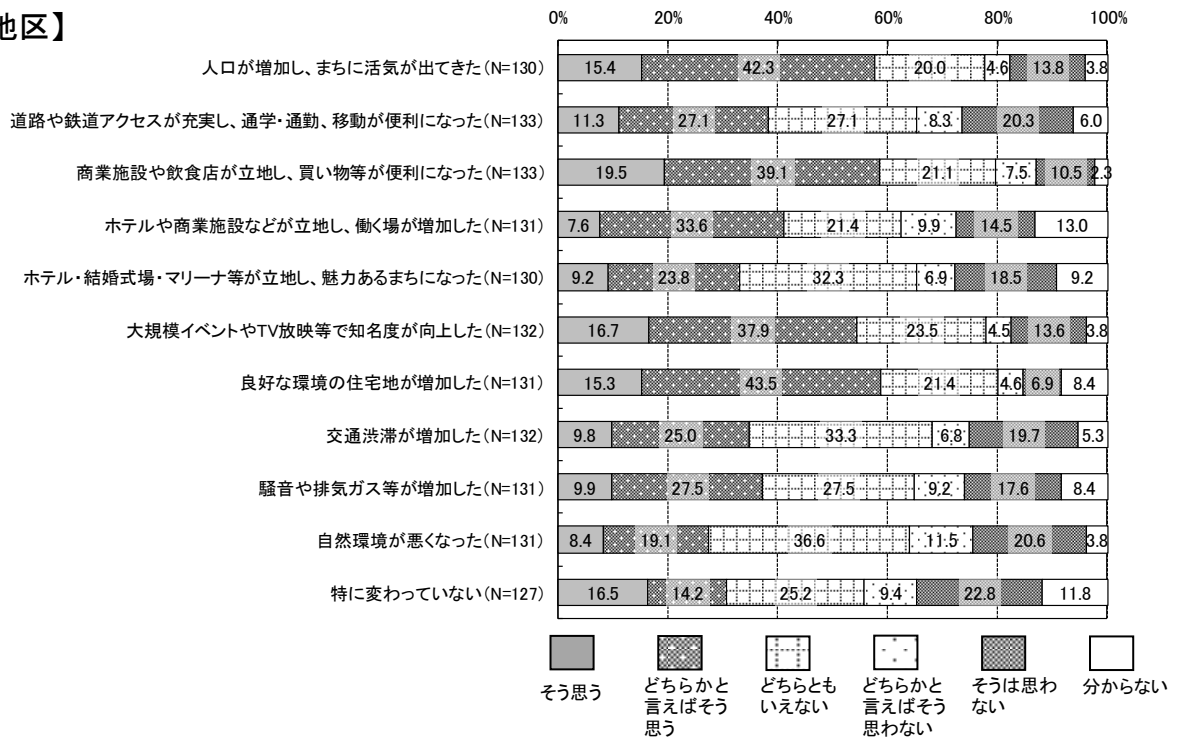 地区】
0% 20% 40% 60% 80% 100%
人口が増加し、まちに活気が出てきた(N=130) 15.4 42.3 20.0 4.6 13.8 3.8
道路や鉄道アクセスが充実し、通学・通勤、移動が便利になった(N=133) 11.3 27.1 27.1 8.3 20.3 6.0
商業施設や飲食店が立地し、買い物等が便利になった(N=133) 19.5 39.1 21.1 7.5 10.5 2.3
ホテルや商業施設などが立地し、働く場が増加した(N=131) 7.6 33.6 21.4 9.9 14.5 13.0
ホテル・結婚式場・マリーナ等が立地し、魅力あるまちになった(N=130) 9.2 23.8 32.3 6.9 18.5 9.2
大規模イベントやTV放映等で知名度が向上した(N=132) 16.7 37.9 23.5 4.5 13.6 3.8
良好な環境の住宅地が増加した(N=131) 15.3 43.5 21.4 4.6 6.9 8.4
交通渋滞が増加した(N=132) 9.8 25.0 33.3 6.8 19.7 5.3
騒音や排気ガス等が増加した(N=131) 9.9 27.5 27.5 9.2 17.6 8.4
自然環境が悪くなった(N=131) 8.4 19.1 36.6 11.5 20.6 3.8
特に変わっていない(N=127) 16.5 14.2 25.2 9.4 22.8 11.8
そう思う
どちらかと
言えばそう
思う
どちらとも
いえない
どちらかと
言えばそう
思わない
そうは思わ
ない
分からない